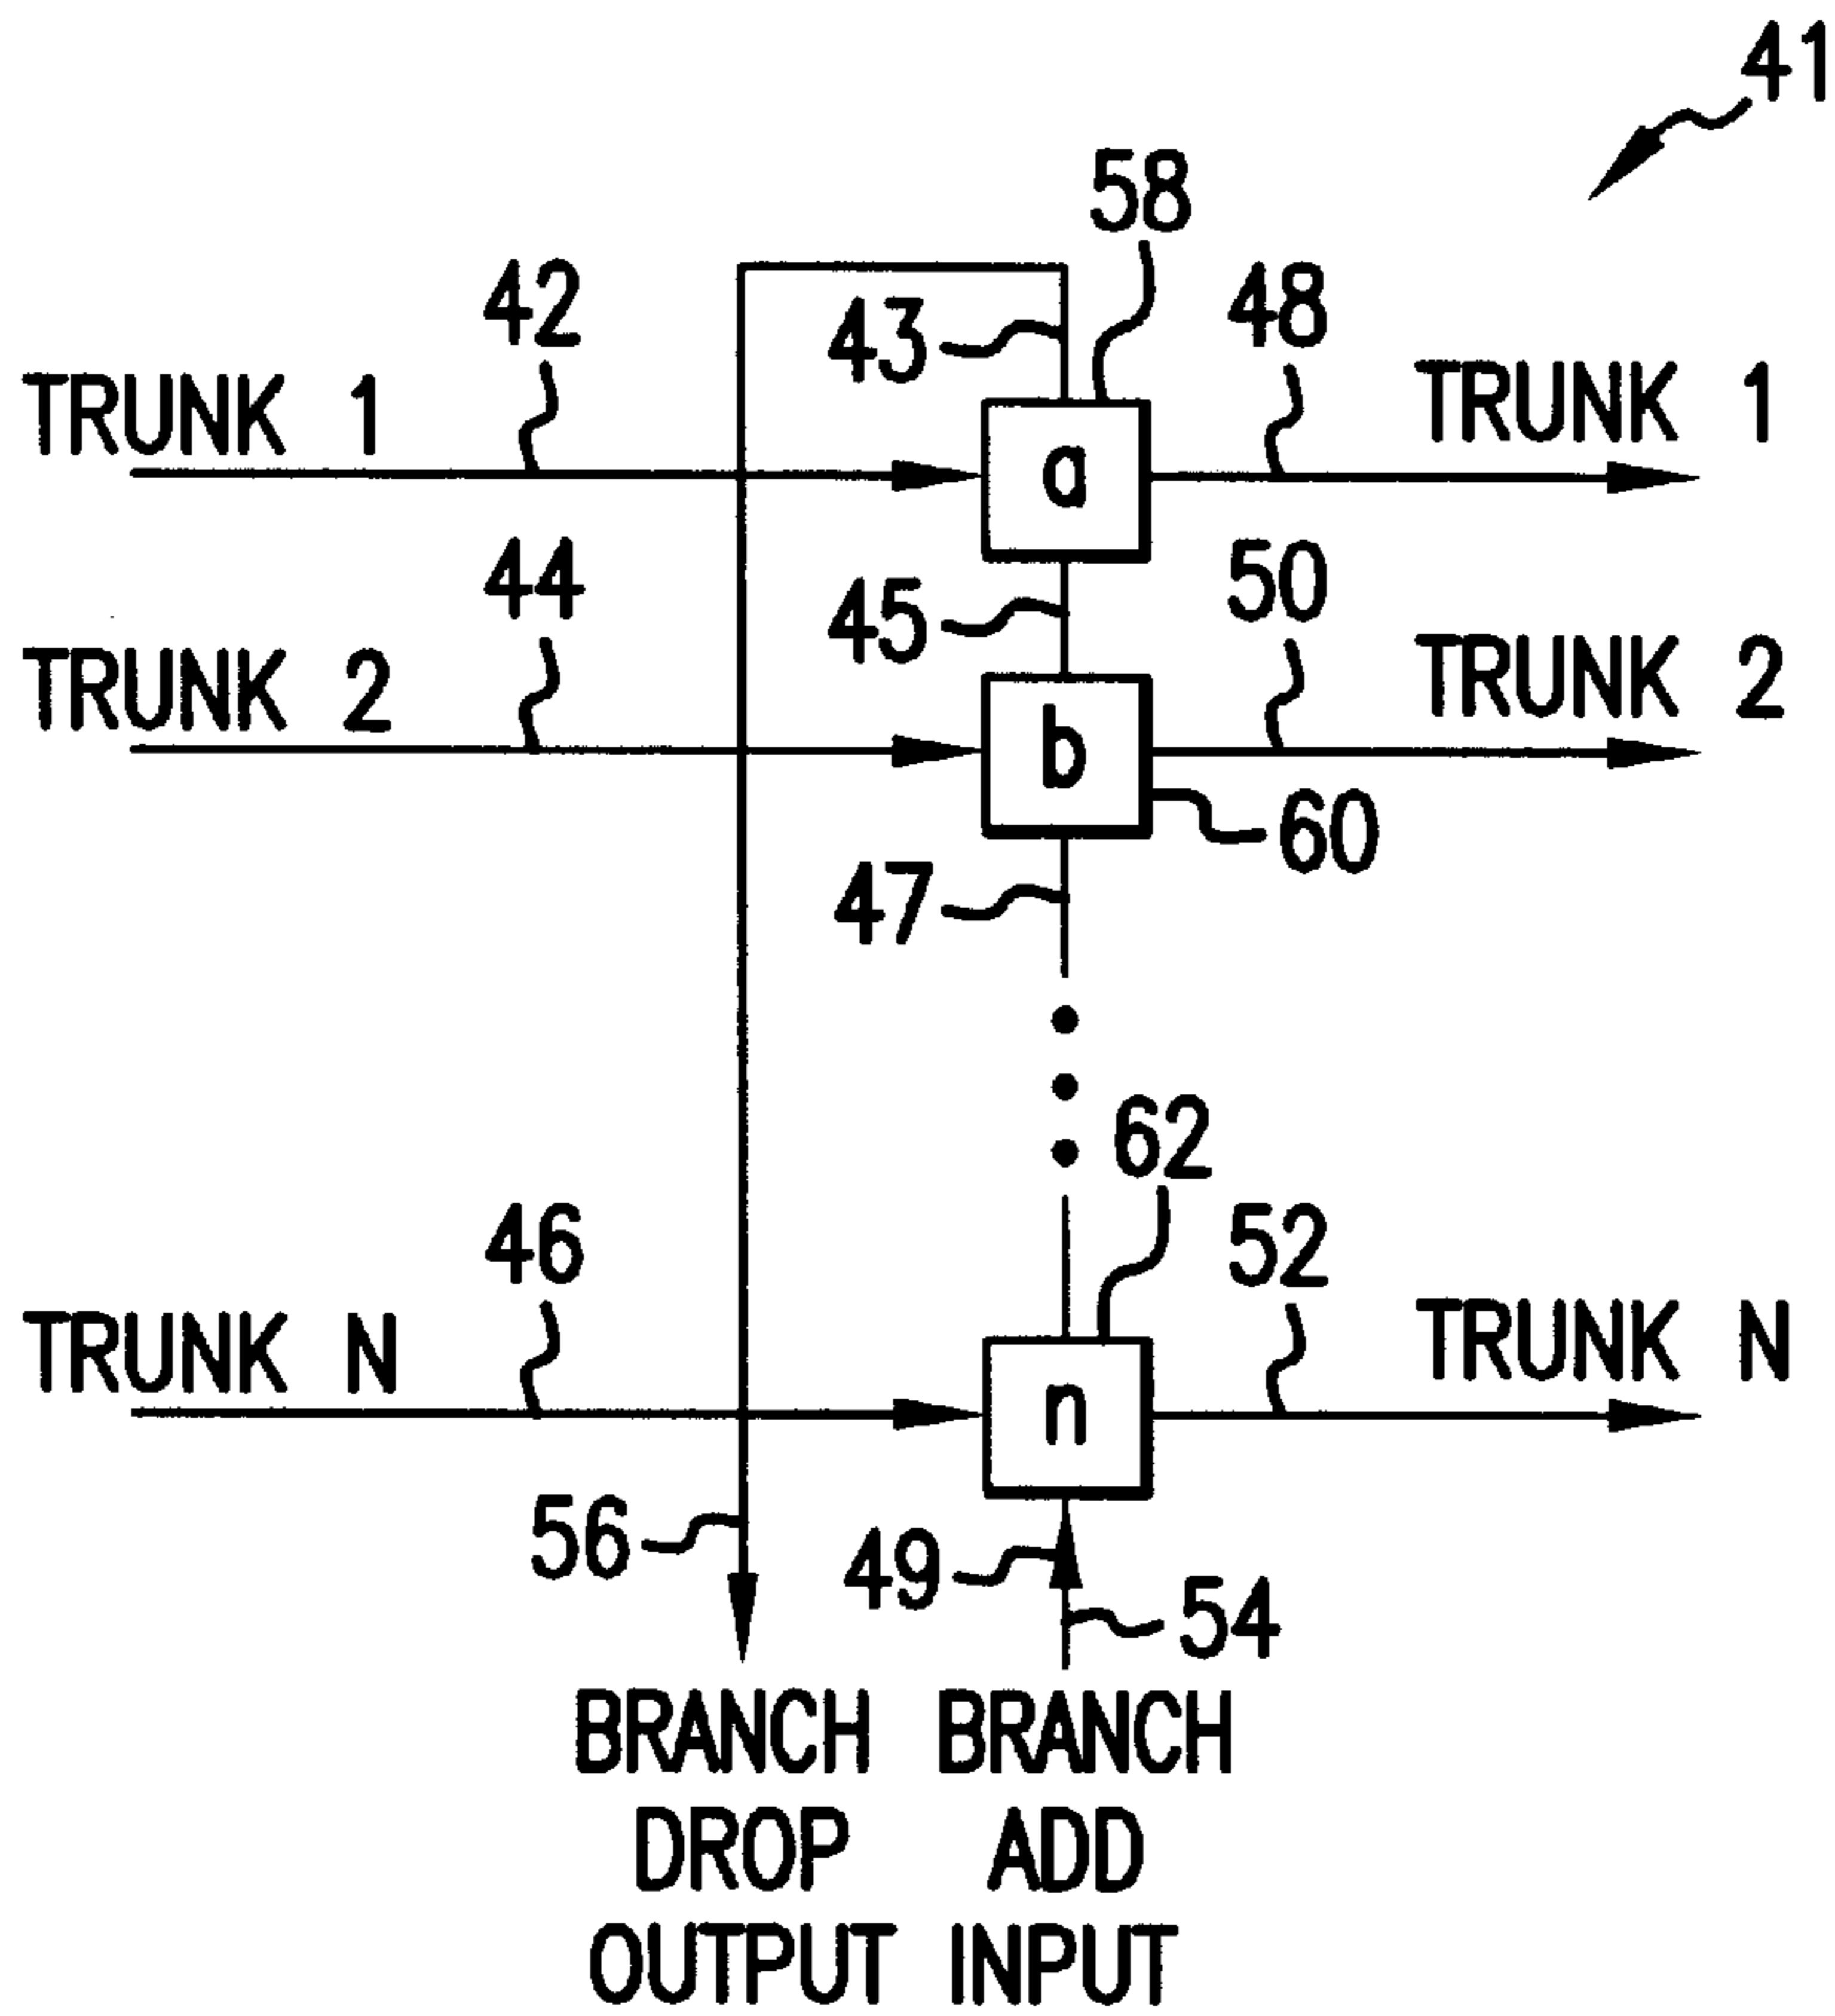 41
58
42
43
48
TRUNK 1
TRUNK 1
a
44
45
50
TRUNK 2
TRUNK 2
b
60
47
62
46
52
TRUNK N
TRUNK N
n
56
49
54
BRANCH BRANCH
DROP ADD
OUTPUT INPUT